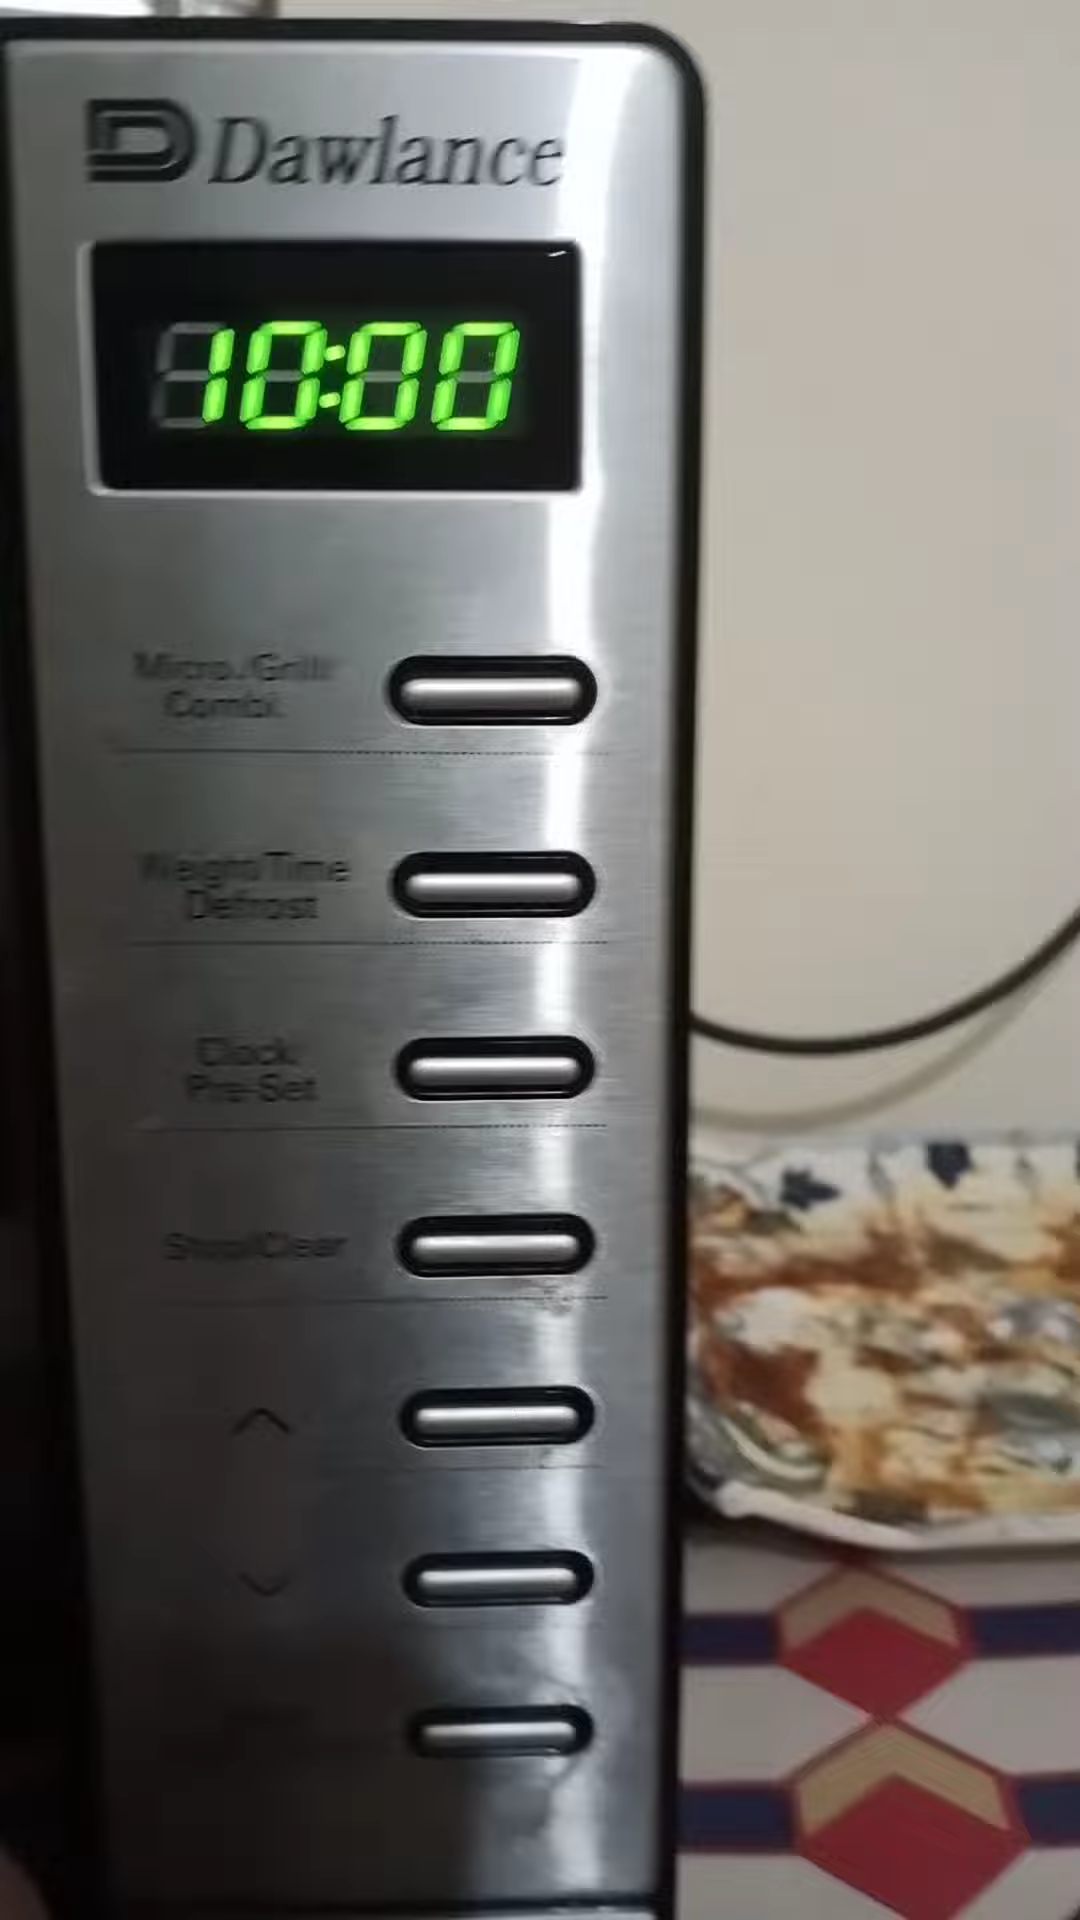 Dawlance
10:00
Micro./Grill/
Combi.
Weight/Time
Defrost
Clock
Pre-Set
Stop/Clear